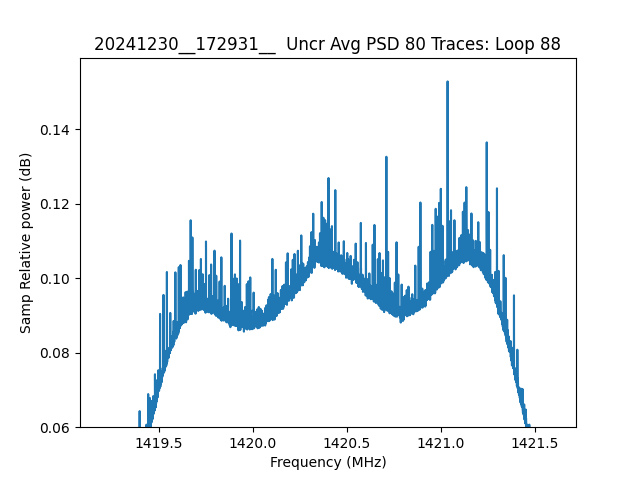 20241230__172931__  Uncr Avg PSD 80 Traces: Loop 88
Samp Relative power (dB)
0.14
0.12
0.10
0.08
0.06
1419.5 1420.0 1420.5 1421.0 1421.5
Frequency (MHz)